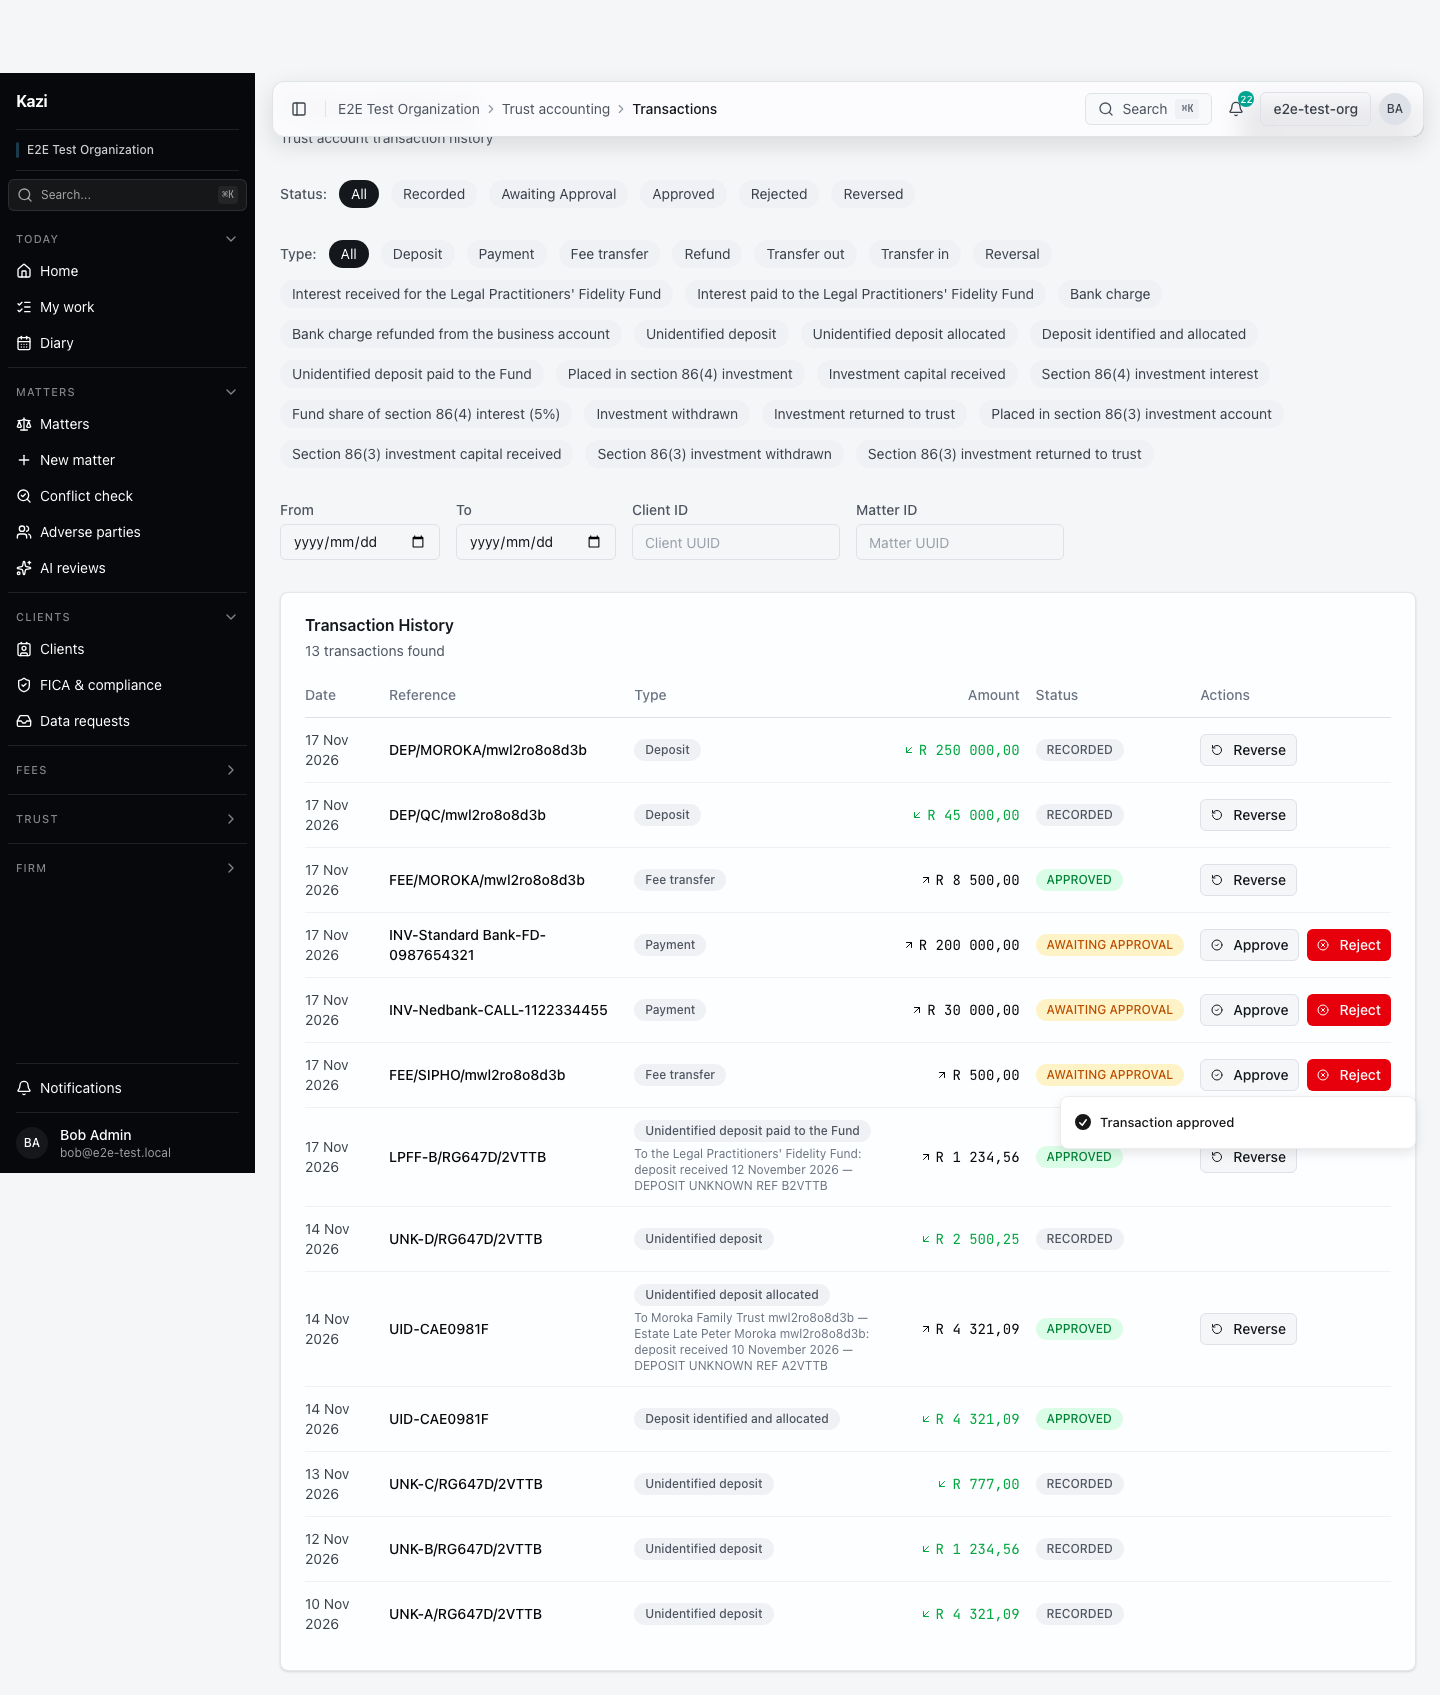 Kazi
E2E Test Organization
Search...
⌘K
TODAY
Home
My work
Diary
MATTERS
Matters
New matter
Conflict check
Adverse parties
AI reviews
CLIENTS
Clients
FICA & compliance
Data requests
FEES
TRUST
FIRM
Notifications
BA
Bob Admin
bob@e2e-test.local
E2E Test Organization > Trust accounting > Transactions
Search ⌘K
22
e2e-test-org
BA
Trust account transaction history
Status: All Recorded Awaiting Approval Approved Rejected Reversed
Type: All Deposit Payment Fee transfer Refund Transfer out Transfer in Reversal
Interest received for the Legal Practitioners' Fidelity Fund Interest paid to the Legal Practitioners' Fidelity Fund Bank charge
Bank charge refunded from the business account Unidentified deposit Unidentified deposit allocated Deposit identified and allocated
Unidentified deposit paid to the Fund Placed in section 86(4) investment Investment capital received Section 86(4) investment interest
Fund share of section 86(4) interest (5%) Investment withdrawn Investment returned to trust Placed in section 86(3) investment account
Section 86(3) investment capital received Section 86(3) investment withdrawn Section 86(3) investment returned to trust
From To Client ID Matter ID
yyyy/mm/dd yyyy/mm/dd Client UUID Matter UUID
Transaction History
13 transactions found
Date Reference Type Amount Status Actions
17 Nov 2026 DEP/MOROKA/mwl2ro8o8d3b Deposit R 250 000,00 RECORDED Reverse
17 Nov 2026 DEP/QC/mwl2ro8o8d3b Deposit R 45 000,00 RECORDED Reverse
17 Nov 2026 FEE/MOROKA/mwl2ro8o8d3b Fee transfer R 8 500,00 APPROVED Reverse
17 Nov 2026 INV-Standard Bank-FD-
0987654321 Payment R 200 000,00 AWAITING APPROVAL Approve Reject
17 Nov 2026 INV-Nedbank-CALL-1122334455 Payment R 30 000,00 AWAITING APPROVAL Approve Reject
17 Nov 2026 FEE/SIPHO/mwl2ro8o8d3b Fee transfer R 500,00 AWAITING APPROVAL Approve Reject
Transaction approved
17 Nov 2026 LPFF-B/RG647D/2VTTB Unidentified deposit paid to the Fund
To the Legal Practitioners' Fidelity Fund:
deposit received 12 November 2026 —
DEPOSIT UNKNOWN REF B2VTTB
R 1 234,56 APPROVED Reverse
14 Nov 2026 UNK-D/RG647D/2VTTB Unidentified deposit R 2 500,25 RECORDED
14 Nov 2026 UID-CAE0981F Unidentified deposit allocated
To Moroka Family Trust mwl2ro8o8d3b —
Estate Late Peter Moroka mwl2ro8o8d3b:
deposit received 10 November 2026 —
DEPOSIT UNKNOWN REF A2VTTB
R 4 321,09 APPROVED Reverse
14 Nov 2026 UID-CAE0981F Deposit identified and allocated R 4 321,09 APPROVED
13 Nov 2026 UNK-C/RG647D/2VTTB Unidentified deposit R 777,00 RECORDED
12 Nov 2026 UNK-B/RG647D/2VTTB Unidentified deposit R 1 234,56 RECORDED
10 Nov 2026 UNK-A/RG647D/2VTTB Unidentified deposit R 4 321,09 RECORDED